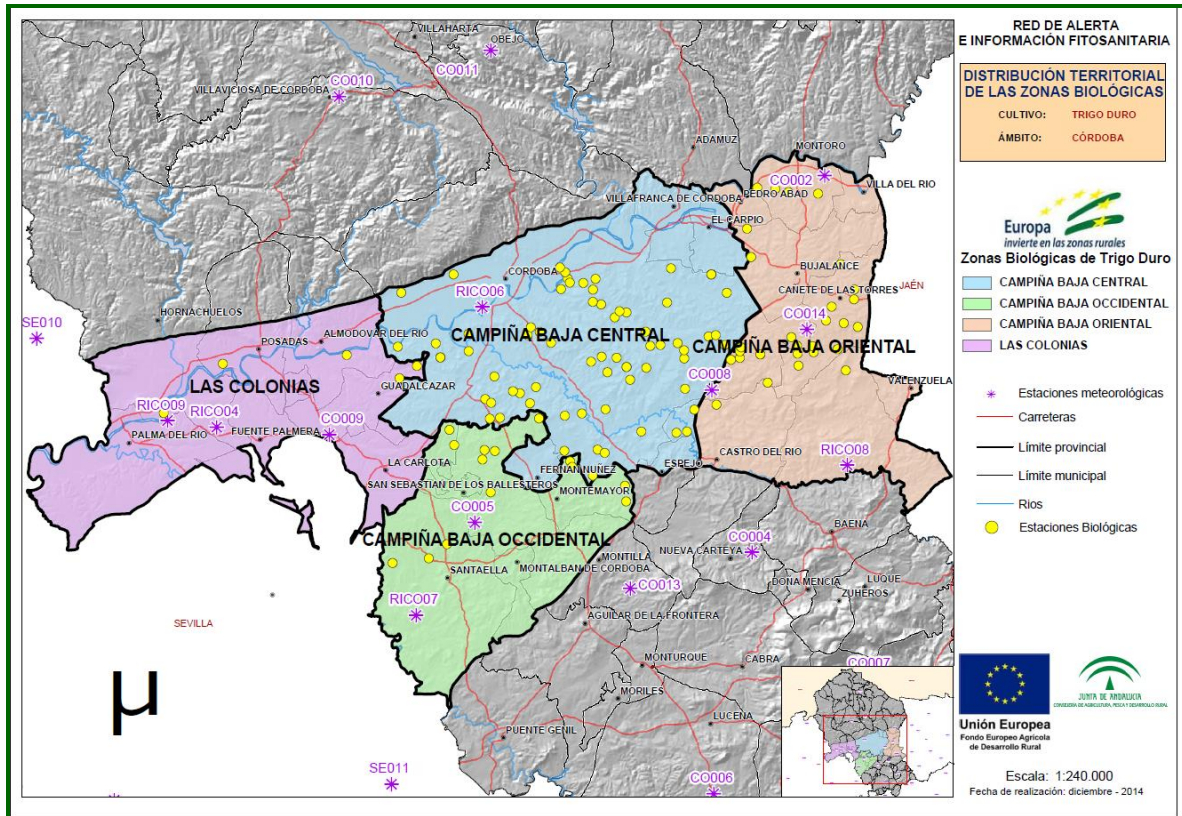 VILLAHARTA
OBEJO
CO011
CO010
VILLAVICIOSA DE CORDOBA
ADAMUZ
MONTORO
CO002
VILLA DEL RIO
PEDRO ABAD
VILLAFRANCA DE CORDOBA
EL CARPIO
CORDOBA
BUJALANCE
CAÑETE DE LAS TORRES
JAÉN
RICO06
HORNACHUELOS
SE010
CO014
CAMPIÑA BAJA CENTRAL
CAMPIÑA BAJA ORIENTAL
ALMODOVAR DEL RIO
POSADAS
LAS COLONIAS
GUADALCAZAR
CO008
VALENZUELA
RICO09
RICO04
CO009
PALMA DEL RIO
FUENTE PALMERA
LA CARLOTA
ESPEJO
CASTRO DEL RIO
RICO08
FERNAN NUÑEZ
SAN SEBASTIAN DE LOS BALLESTEROS
MONTEMAYOR
CO005
CAMPIÑA BAJA OCCIDENTAL
BAENA
CO004
NUEVA CARTEYA
MONTILLA
MONTALBAN DE CORDOBA
SANTAELLA
CO013
DOÑA MENCIA
LUQUE
ZUHEROS
RICO07
AGUILAR DE LA FRONTERA
SEVILLA
MONTURQUE
CABRA
CO007
µ
MORILES
LUCENA
PUENTE GENIL
SE011
CO006
RED DE ALERTA
E INFORMACIÓN FITOSANITARIA
DISTRIBUCIÓN TERRITORIAL
DE LAS ZONAS BIOLÓGICAS
CULTIVO: TRIGO DURO
ÁMBITO: CÓRDOBA
Europa
invierte en las zonas rurales
Zonas Biológicas de Trigo Duro
CAMPIÑA BAJA CENTRAL
CAMPIÑA BAJA OCCIDENTAL
CAMPIÑA BAJA ORIENTAL
LAS COLONIAS
Estaciones meteorológicas
Carreteras
Límite provincial
Límite municipal
Rios
Estaciones Biológicas
JUNTA DE ANDALUCIA
CONSEJERÍA DE AGRICULTURA, PESCA Y DESARROLLO RURAL
Unión Europea
Fondo Europeo Agrícola
de Desarrollo Rural
Escala: 1:240.000
Fecha de realización: diciembre - 2014